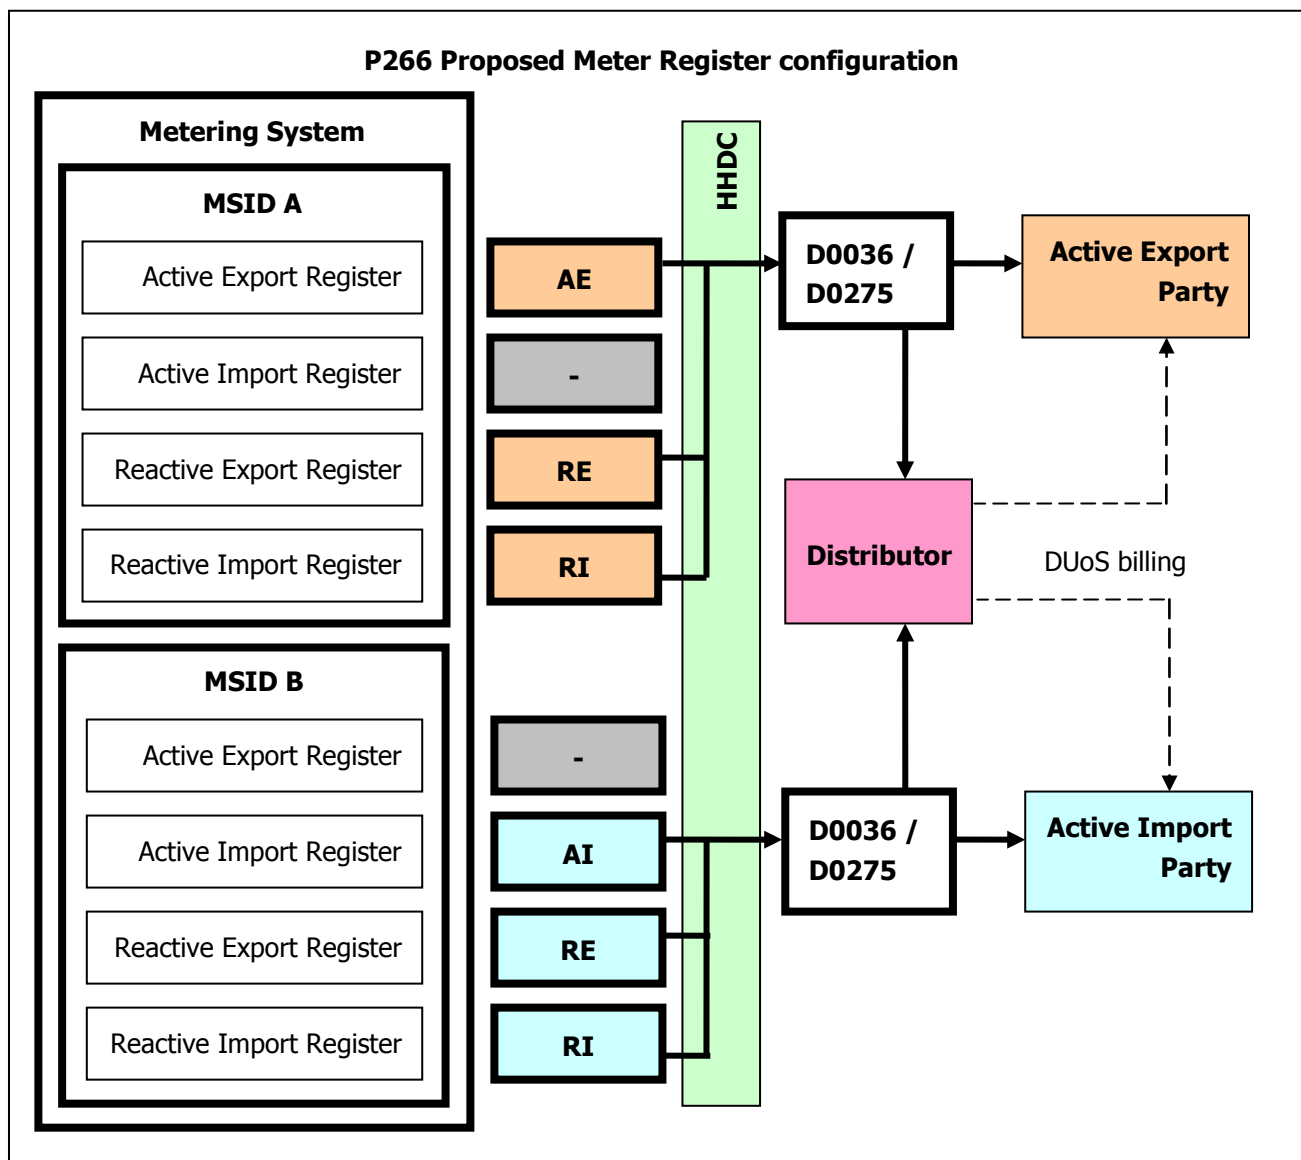 P266 Proposed Meter Register configuration
Metering System
MSID A
Active Export Register
Active Import Register
Reactive Export Register
Reactive Import Register
MSID B
Active Export Register
Active Import Register
Reactive Export Register
Reactive Import Register
AE
-
RE
RI
-
AI
RE
RI
HHDC
D0036 /
D0275
Active Export
Party
Distributor
DUoS billing
D0036 /
D0275
Active Import
Party